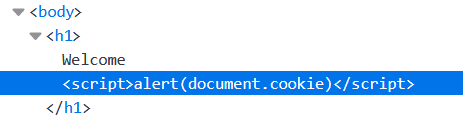 <body>
<h1>
Welcome
<script>alert(document.cookie)</script>
</h1>